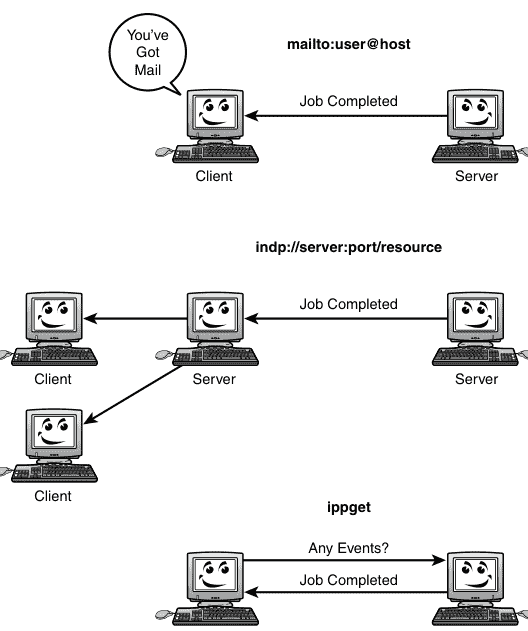 You've
Got
Mail
mailto:user@host
Job Completed
Client
Server
indp://server:port/resource
Job Completed
Client
Server
Server
Client
ippget
Any Events?
Job Completed